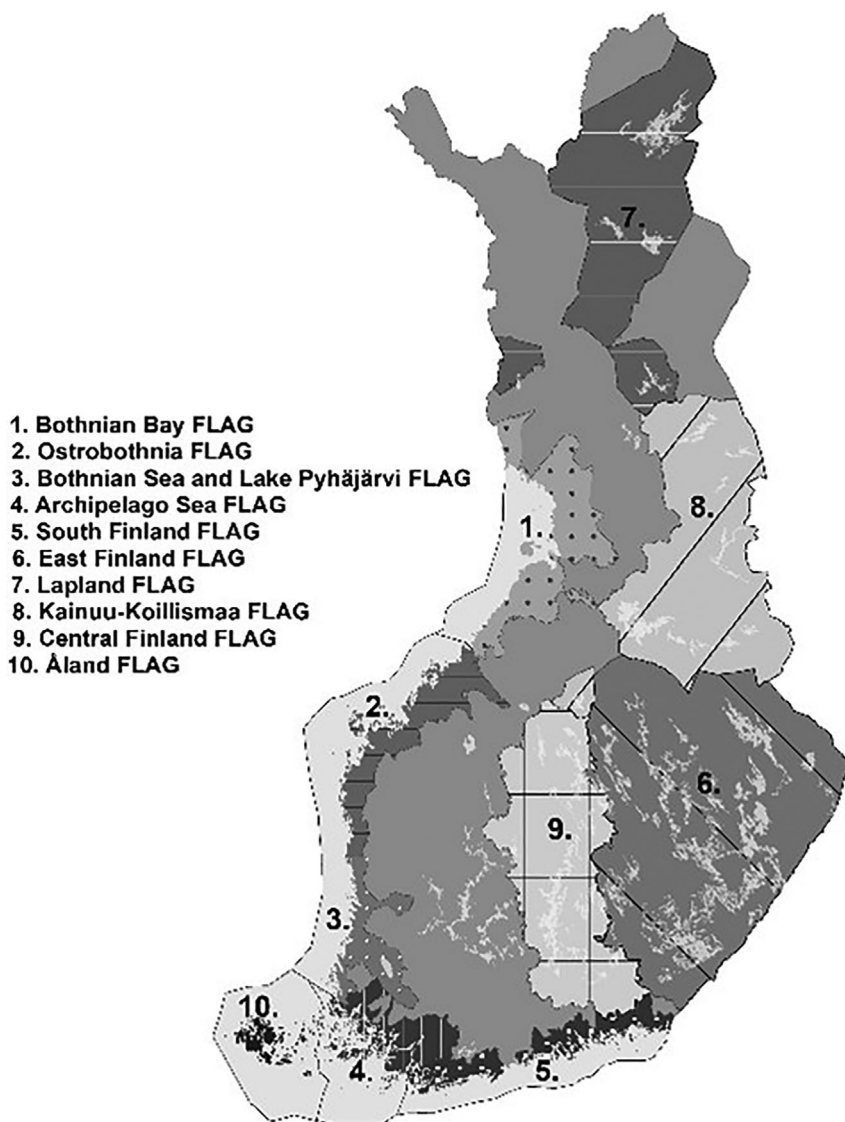 1. Bothnian Bay FLAG
2. Ostrobothnia FLAG
3. Bothnian Sea and Lake Pyhäjärvi FLAG
4. Archipelago Sea FLAG
5. South Finland FLAG
6. East Finland FLAG
7. Lapland FLAG
8. Kainuu-Koillismaa FLAG
9. Central Finland FLAG
10. Åland FLAG
7.
8.
1.
2.
6.
9.
3.
10.
4.
5.